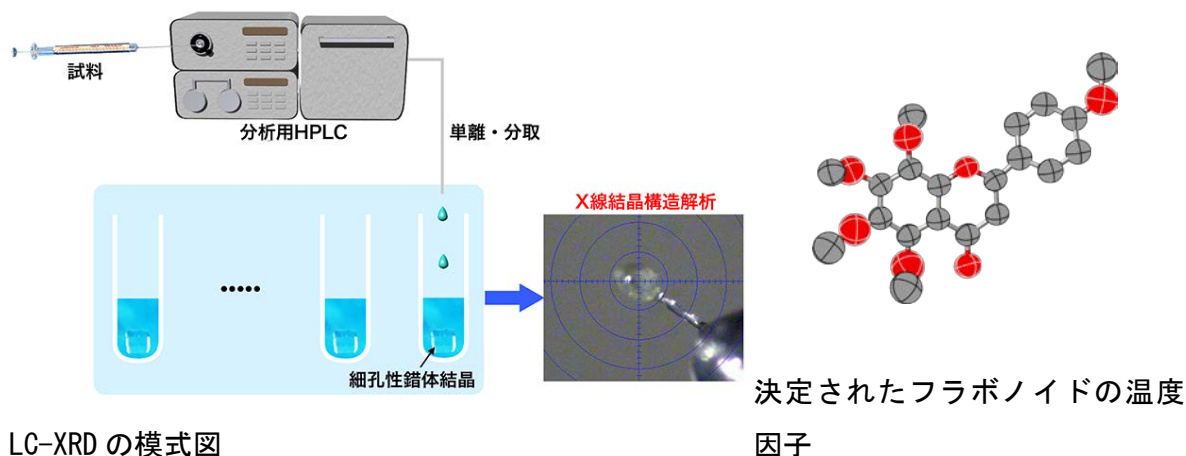 試料
分析用HPLC
単離・分取
X線結晶構造解析
・・・・・
細孔性錯体結晶
LC-XRD の模式図
決定されたフラボノイドの温度
因子